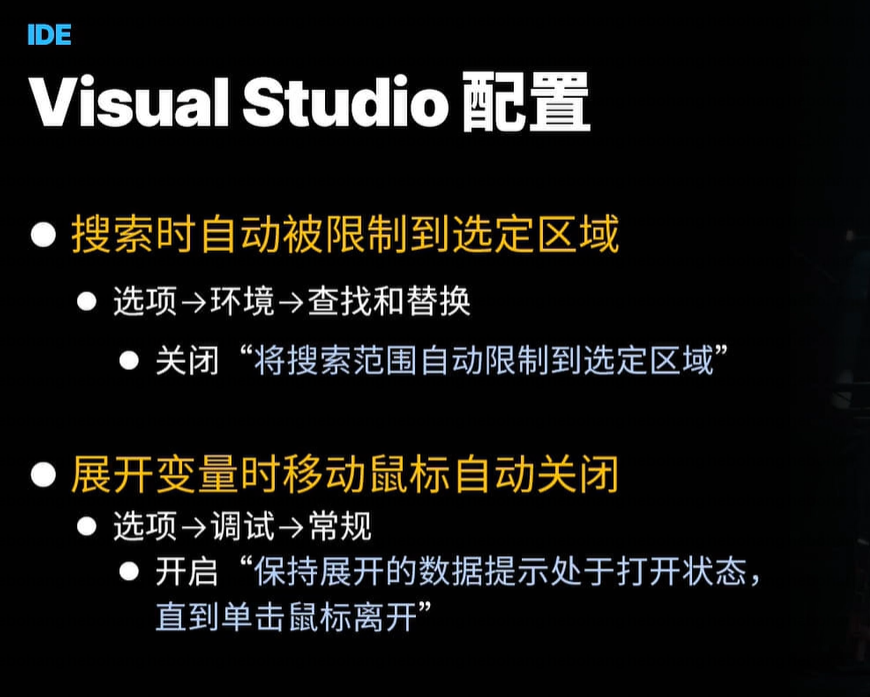 IDE
Visual Studio 配置
● 搜索时自动被限制到选定区域
● 选项→环境→查找和替换
● 关闭“将搜索范围自动限制到选定区域”
● 展开变量时移动鼠标自动关闭
● 选项→调试→常规
● 开启“保持展开的数据提示处于打开状态，
直到单击鼠标离开”